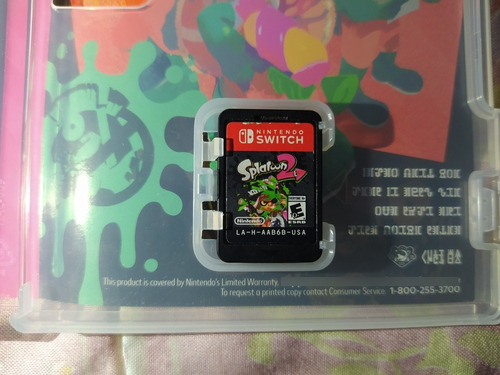 NINTENDO
SWITCH
Splatoon 2
Nintendo
ESRB
LA-H-AAB6B-USA
This product is covered by Nintendo's Limited Warranty.
To request a printed copy contact Consumer Service. 1-800-255-3700